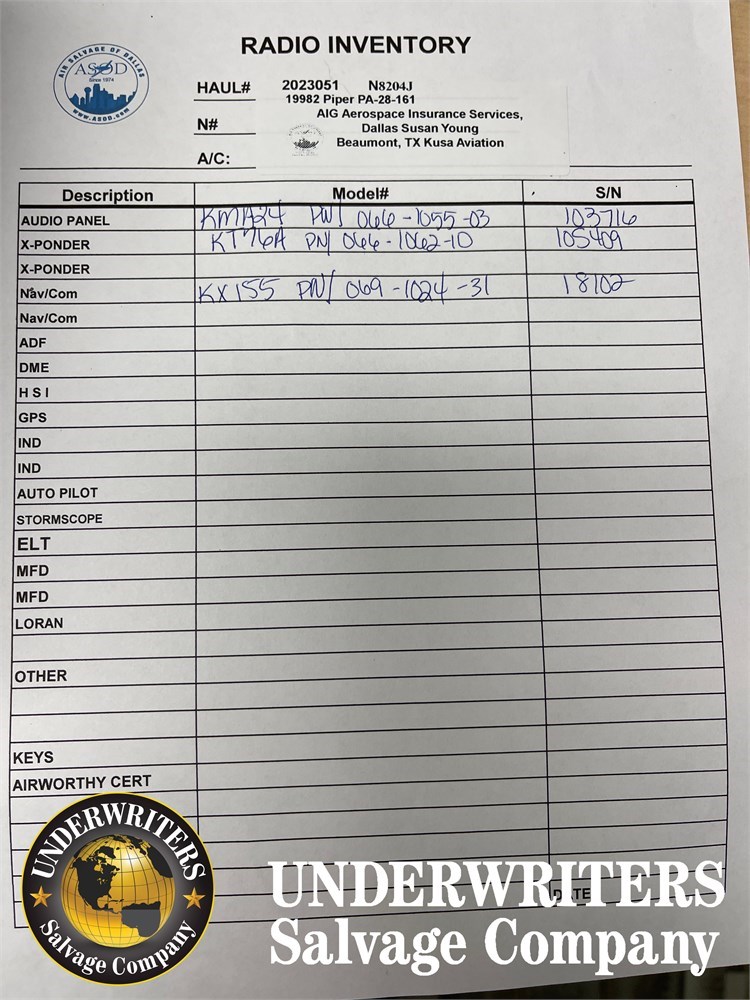 RADIO INVENTORY
AIR SALVAGE OF DALLAS
ASOD
Since 1974
www.ASOD.com
HAUL# 2023051 N8204J
19982 Piper PA-28-161
N# AIG Aerospace Insurance Services,
Dallas Susan Young
A/C: Beaumont, TX Kusa Aviation
Description Model# S/N
AUDIO PANEL KMA24 PN/ 066-1055-03 103716
X-PONDER KT76A PN/ 066-1062-10 105409
X-PONDER
Nav/Com KX155 PN/ 069-1024-31 18102
Nav/Com
ADF
DME
H S I
GPS
IND
IND
AUTO PILOT
STORMSCOPE
ELT
MFD
MFD
LORAN
OTHER
KEYS
AIRWORTHY CERT
DATE
UNDERWRITERS
Salvage Company
UNDERWRITERS
Salvage Company